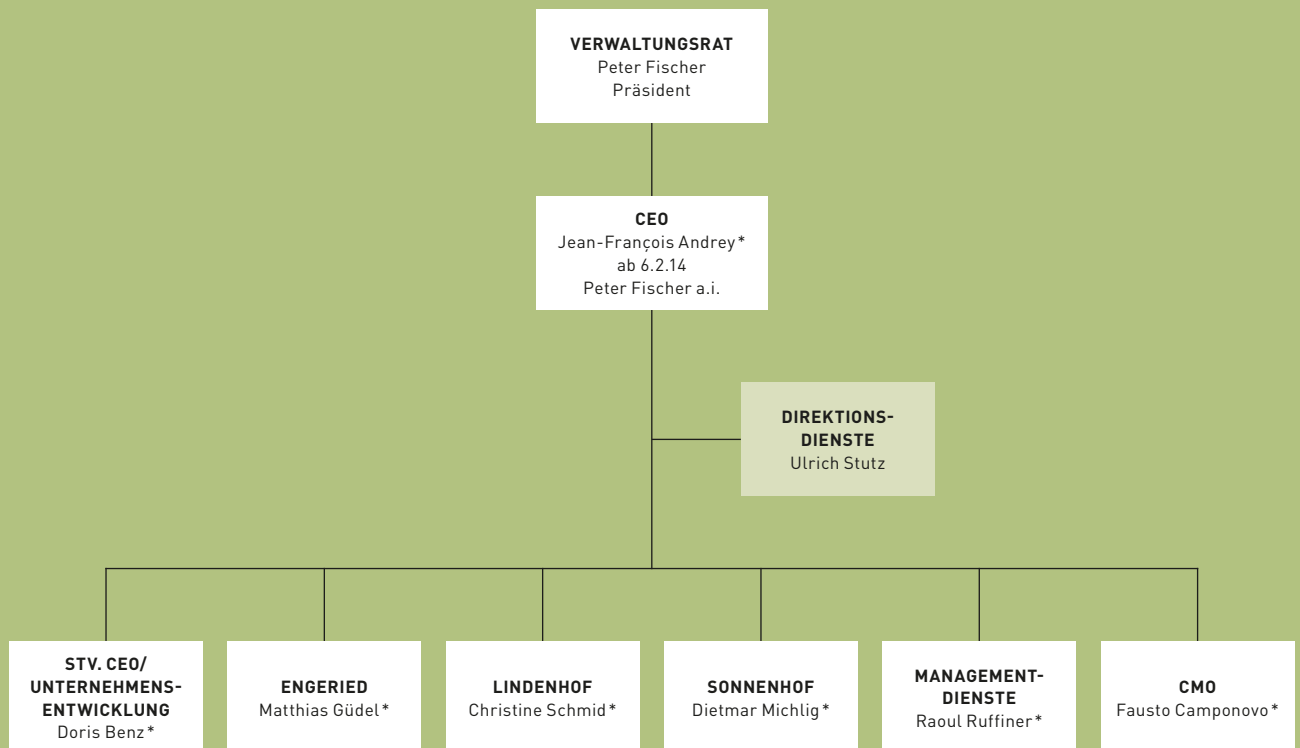 VERWALTUNGSRAT
Peter Fischer
Präsident
CEO
Jean-François Andrey*
ab 6.2.14
Peter Fischer a.i.
DIREKTIONS-
DIENSTE
Ulrich Stutz
STV. CEO/
UNTERNEHMENS-
ENTWICKLUNG
Doris Benz*
ENGERIED
Matthias Güdel*
LINDENHOF
Christine Schmid*
SONNENHOF
Dietmar Michlig*
MANAGEMENT-
DIENSTE
Raoul Ruffiner*
CMO
Fausto Camponovo*